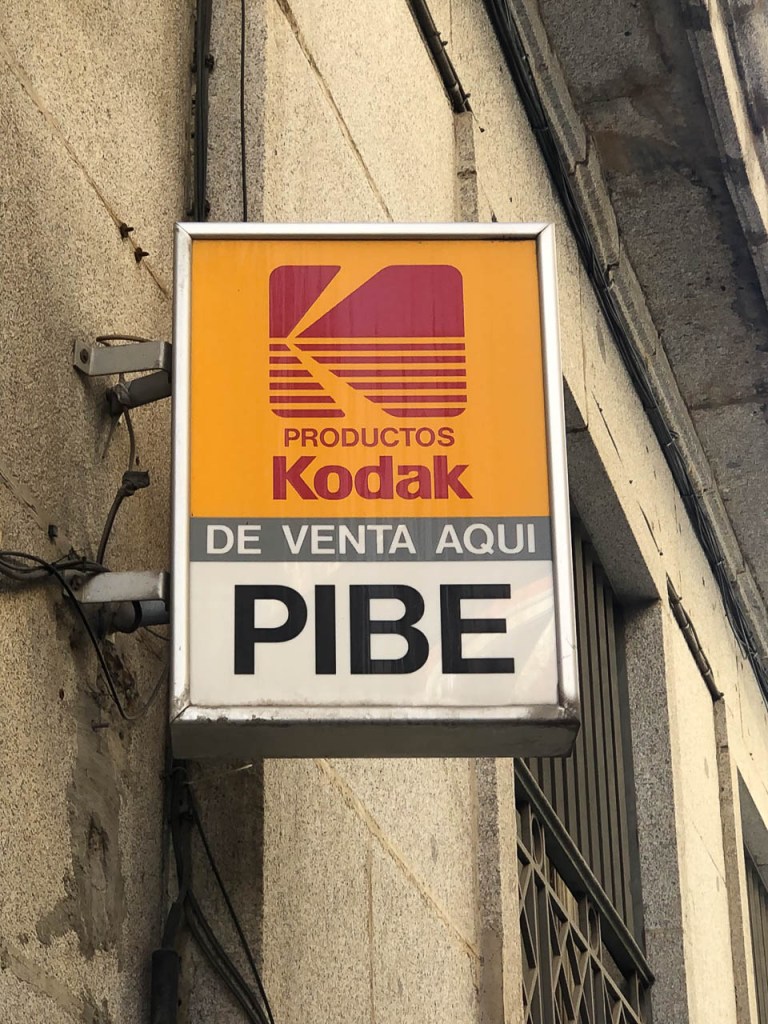 PRODUCTOS
Kodak
DE VENTA AQUI
PIBE